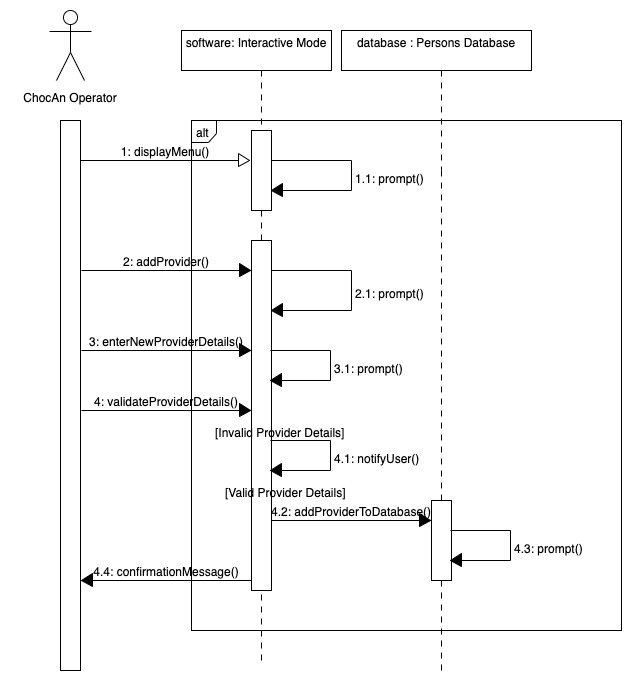 software: Interactive Mode
database : Persons Database
ChocAn Operator
alt
1: displayMenu()
1.1: prompt()
2: addProvider()
2.1: prompt()
3: enterNewProviderDetails()
3.1: prompt()
4: validateProviderDetails()
[Invalid Provider Details]
4.1: notifyUser()
[Valid Provider Details]
4.2: addProviderToDatabase()
4.3: prompt()
4.4: confirmationMessage()